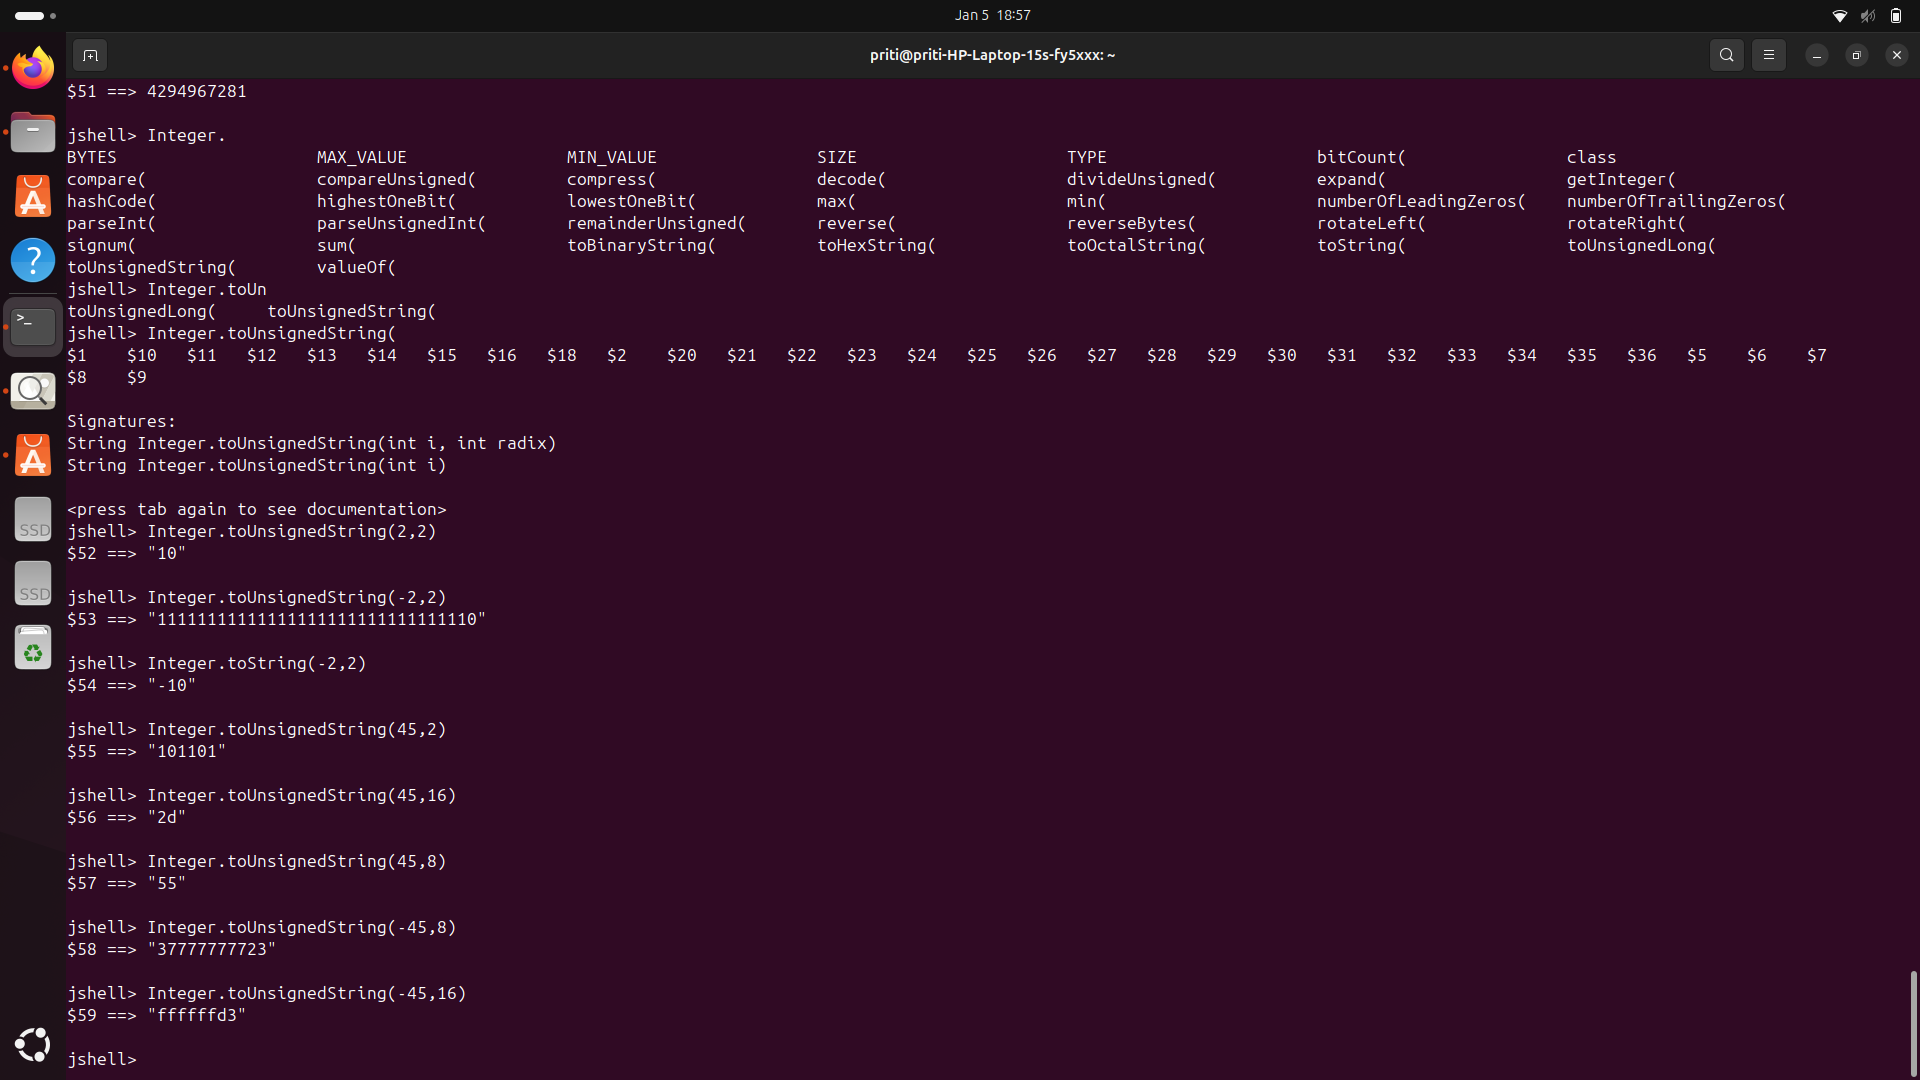 Jan 5 18:57
priti@priti-HP-Laptop-15s-fy5xxx: ~
$51 ==> 4294967281
jshell> Integer.
BYTES MAX_VALUE MIN_VALUE SIZE TYPE bitCount( class
compare( compareUnsigned( compress( decode( divideUnsigned( expand( getInteger(
hashCode( highestOneBit( lowestOneBit( max( min( numberOfLeadingZeros( numberOfTrailingZeros(
parseInt( parseUnsignedInt( remainderUnsigned( reverse( reverseBytes( rotateLeft( rotateRight(
signum( sum( toBinaryString( toHexString( toOctalString( toString( toUnsignedLong(
toUnsignedString( valueOf(
jshell> Integer.toUn
toUnsignedLong( toUnsignedString(
jshell> Integer.toUnsignedString(
$1 $10 $11 $12 $13 $14 $15 $16 $18 $2 $20 $21 $22 $23 $24 $25 $26 $27 $28 $29 $30 $31 $32 $33 $34 $35 $36 $5 $6 $7
$8 $9
Signatures:
String Integer.toUnsignedString(int i, int radix)
String Integer.toUnsignedString(int i)
<press tab again to see documentation>
jshell> Integer.toUnsignedString(2,2)
$52 ==> "10"
jshell> Integer.toUnsignedString(-2,2)
$53 ==> "11111111111111111111111111111110"
jshell> Integer.toString(-2,2)
$54 ==> "-10"
jshell> Integer.toUnsignedString(45,2)
$55 ==> "101101"
jshell> Integer.toUnsignedString(45,16)
$56 ==> "2d"
jshell> Integer.toUnsignedString(45,8)
$57 ==> "55"
jshell> Integer.toUnsignedString(-45,8)
$58 ==> "37777777723"
jshell> Integer.toUnsignedString(-45,16)
$59 ==> "ffffffd3"
jshell>
SSD
SSD